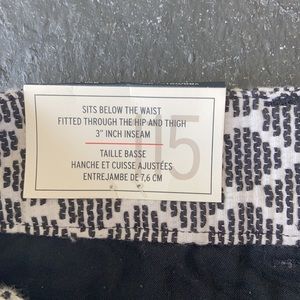 SITS BELOW THE WAIST
FITTED THROUGH THE HIP AND THIGH
3" INCH INSEAM
TAILLE BASSE
HANCHE ET CUISSE AJUSTÉES
ENTREJAMBE DE 7,6 CM